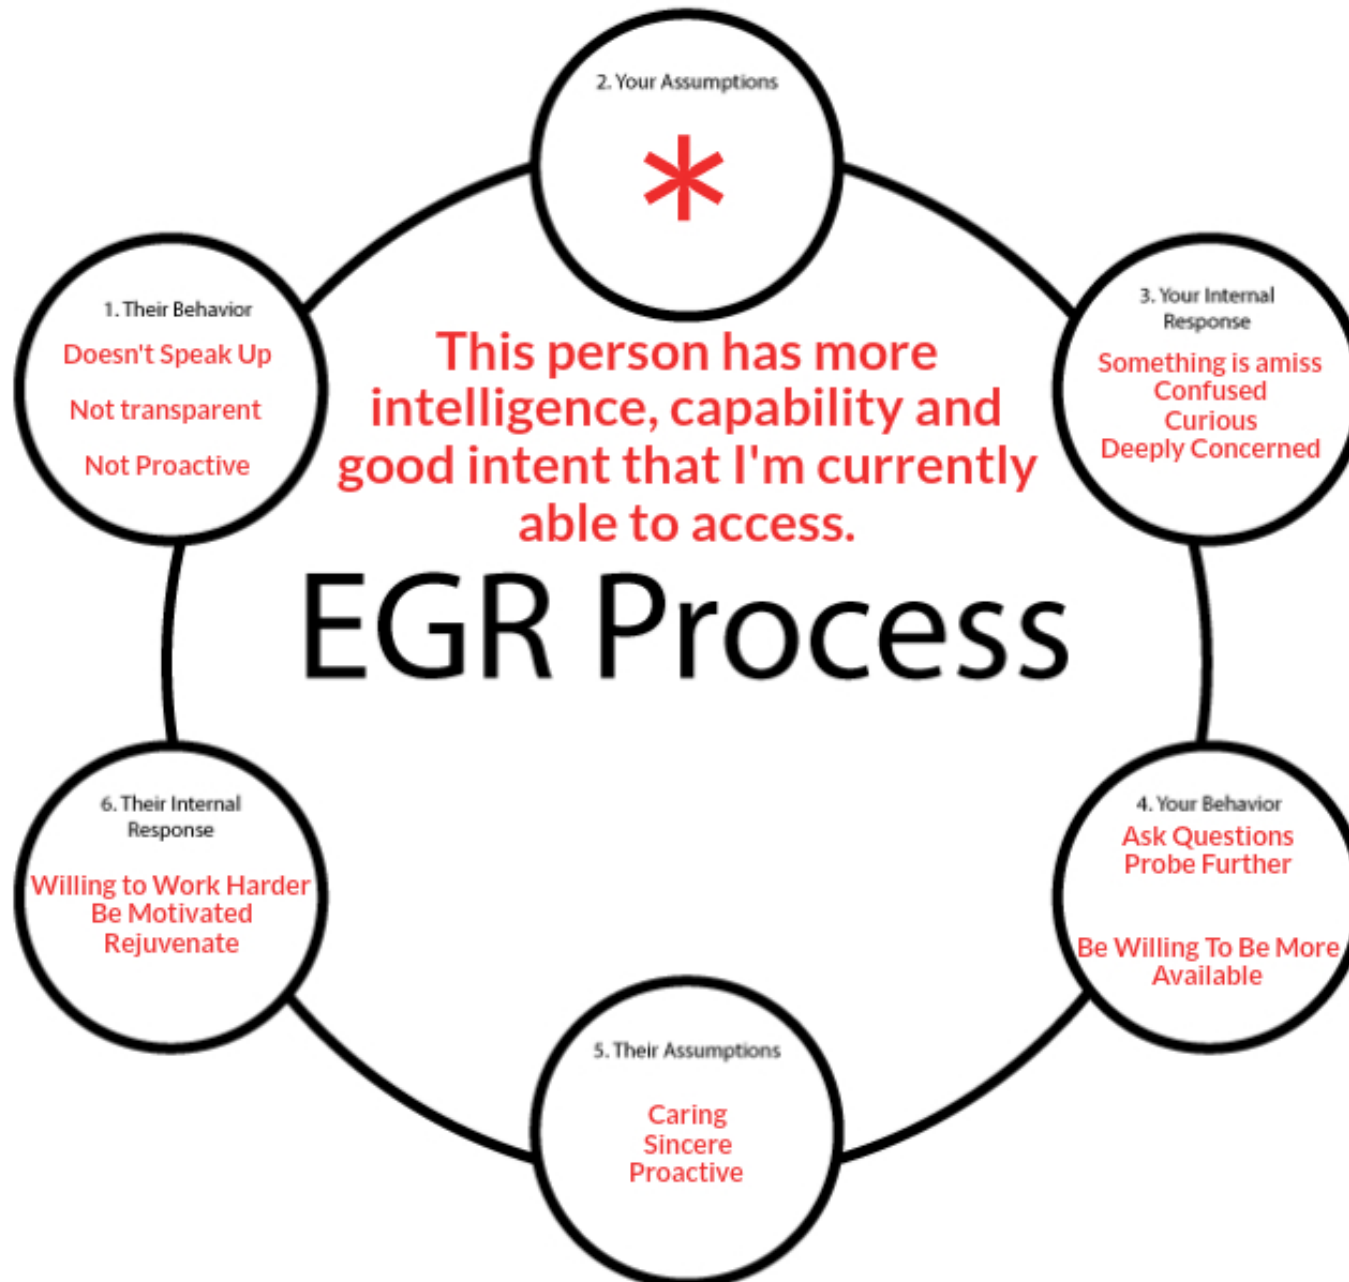 2. Your Assumptions
*
1. Their Behavior
Doesn't Speak Up
Not transparent
Not Proactive
3. Your Internal
Response
Something is amiss
Confused
Curious
Deeply Concerned
This person has more
intelligence, capability and
good intent that I'm currently
able to access.
EGR Process
6. Their Internal
Response
Willing to Work Harder
Be Motivated
Rejuvenate
4. Your Behavior
Ask Questions
Probe Further
Be Willing To Be More
Available
5. Their Assumptions
Caring
Sincere
Proactive